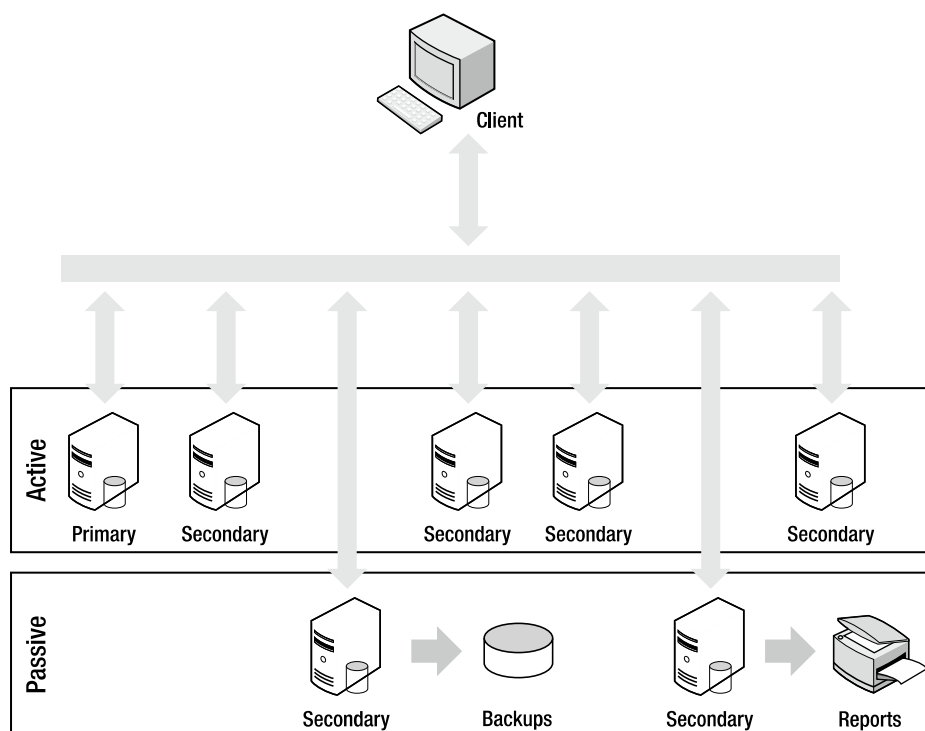 Client
Active
Primary
Secondary
Secondary
Secondary
Secondary
Passive
Secondary
Backups
Secondary
Reports